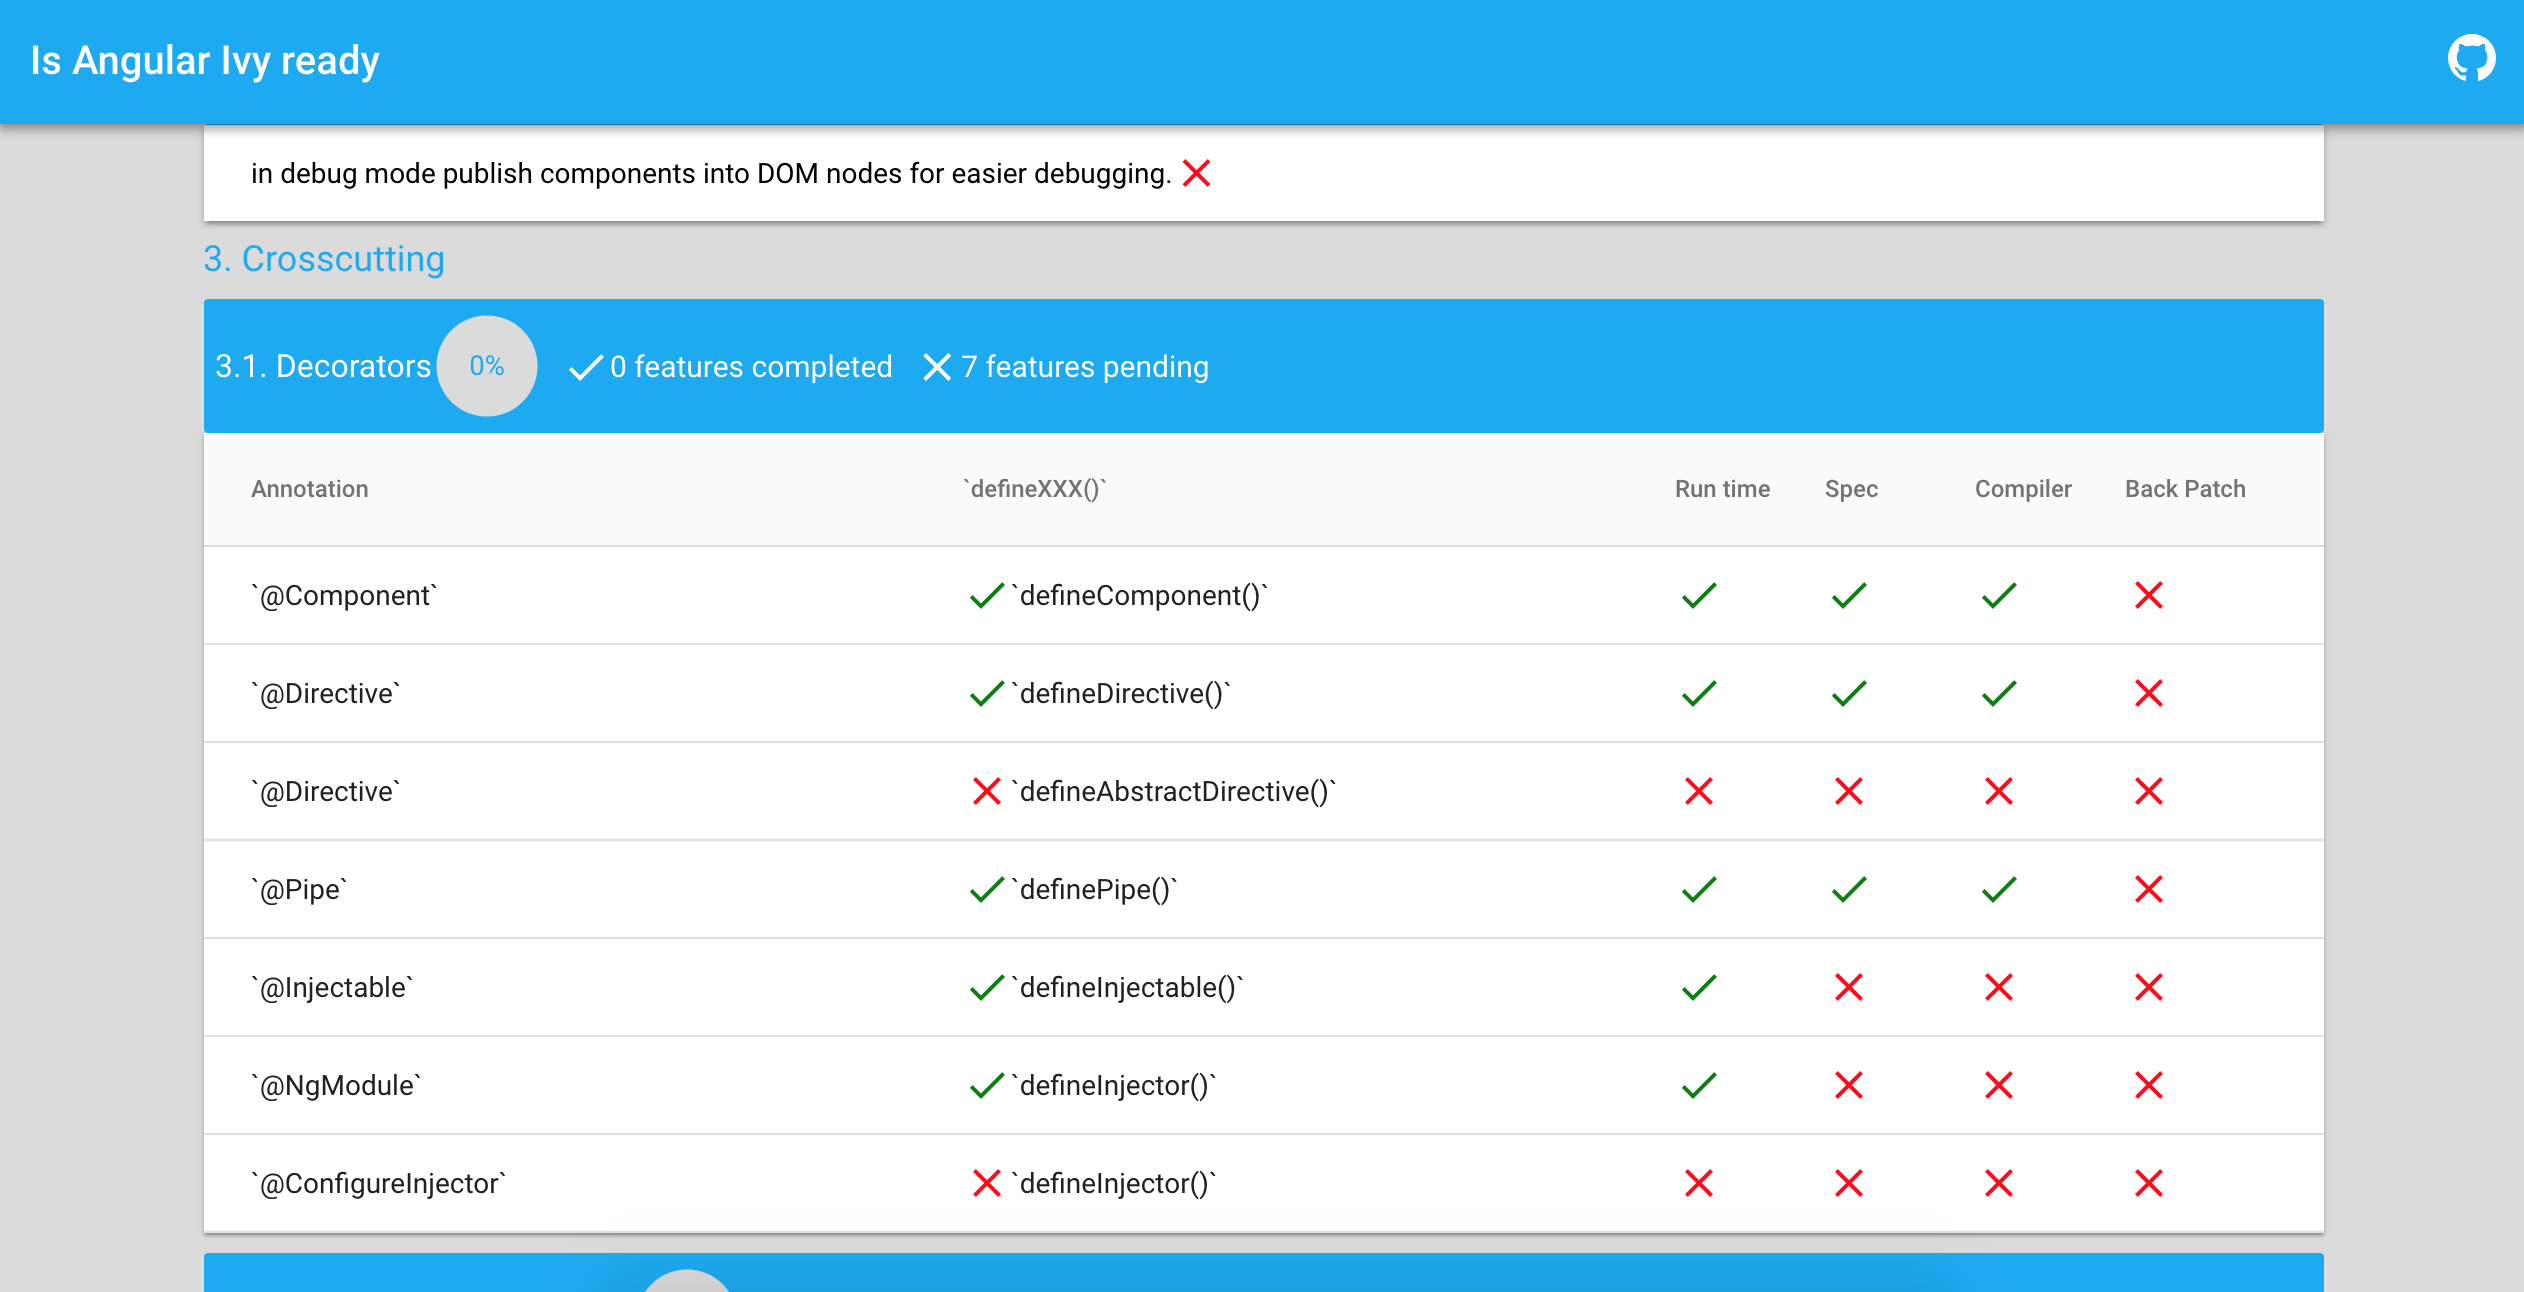 Is Angular Ivy ready
in debug mode publish components into DOM nodes for easier debugging.
3. Crosscutting
3.1. Decorators 0% 0 features completed 7 features pending
Annotation `defineXXX()` Run time Spec Compiler Back Patch
`@Component` `defineComponent()`
`@Directive` `defineDirective()`
`@Directive` `defineAbstractDirective()`
`@Pipe` `definePipe()`
`@Injectable` `defineInjectable()`
`@NgModule` `defineInjector()`
`@ConfigureInjector` `defineInjector()`